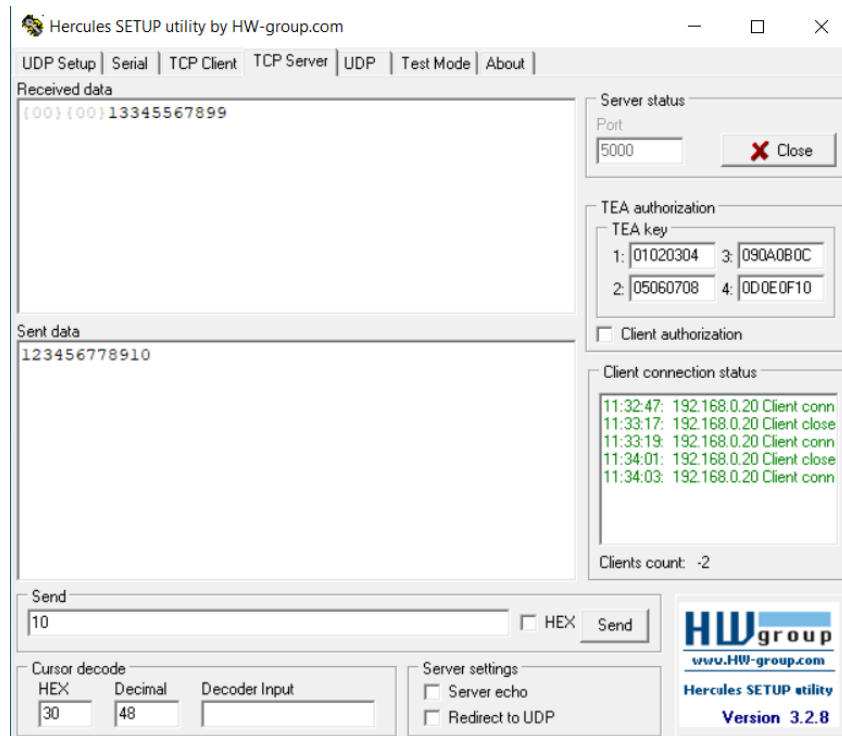 Hercules SETUP utility by HW-group.com
UDP Setup Serial TCP Client TCP Server UDP Test Mode About
Received data
{00}{00}13345567899
Server status
Port
5000 Close
TEA authorization
TEA key
1: 01020304 3: 090A0B0C
2: 05060708 4: 0D0E0F10
Client authorization
Sent data
123456778910
Client connection status
11:32:47: 192.168.0.20 Client conn
11:33:17: 192.168.0.20 Client close
11:33:19: 192.168.0.20 Client conn
11:34:01: 192.168.0.20 Client close
11:34:03: 192.168.0.20 Client conn
Clients count: -2
Send
10 HEX Send
Cursor decode
HEX Decimal Decoder Input
30 48
Server settings
Server echo
Redirect to UDP
HW group
www.HW-group.com
Hercules SETUP utility
Version 3.2.8